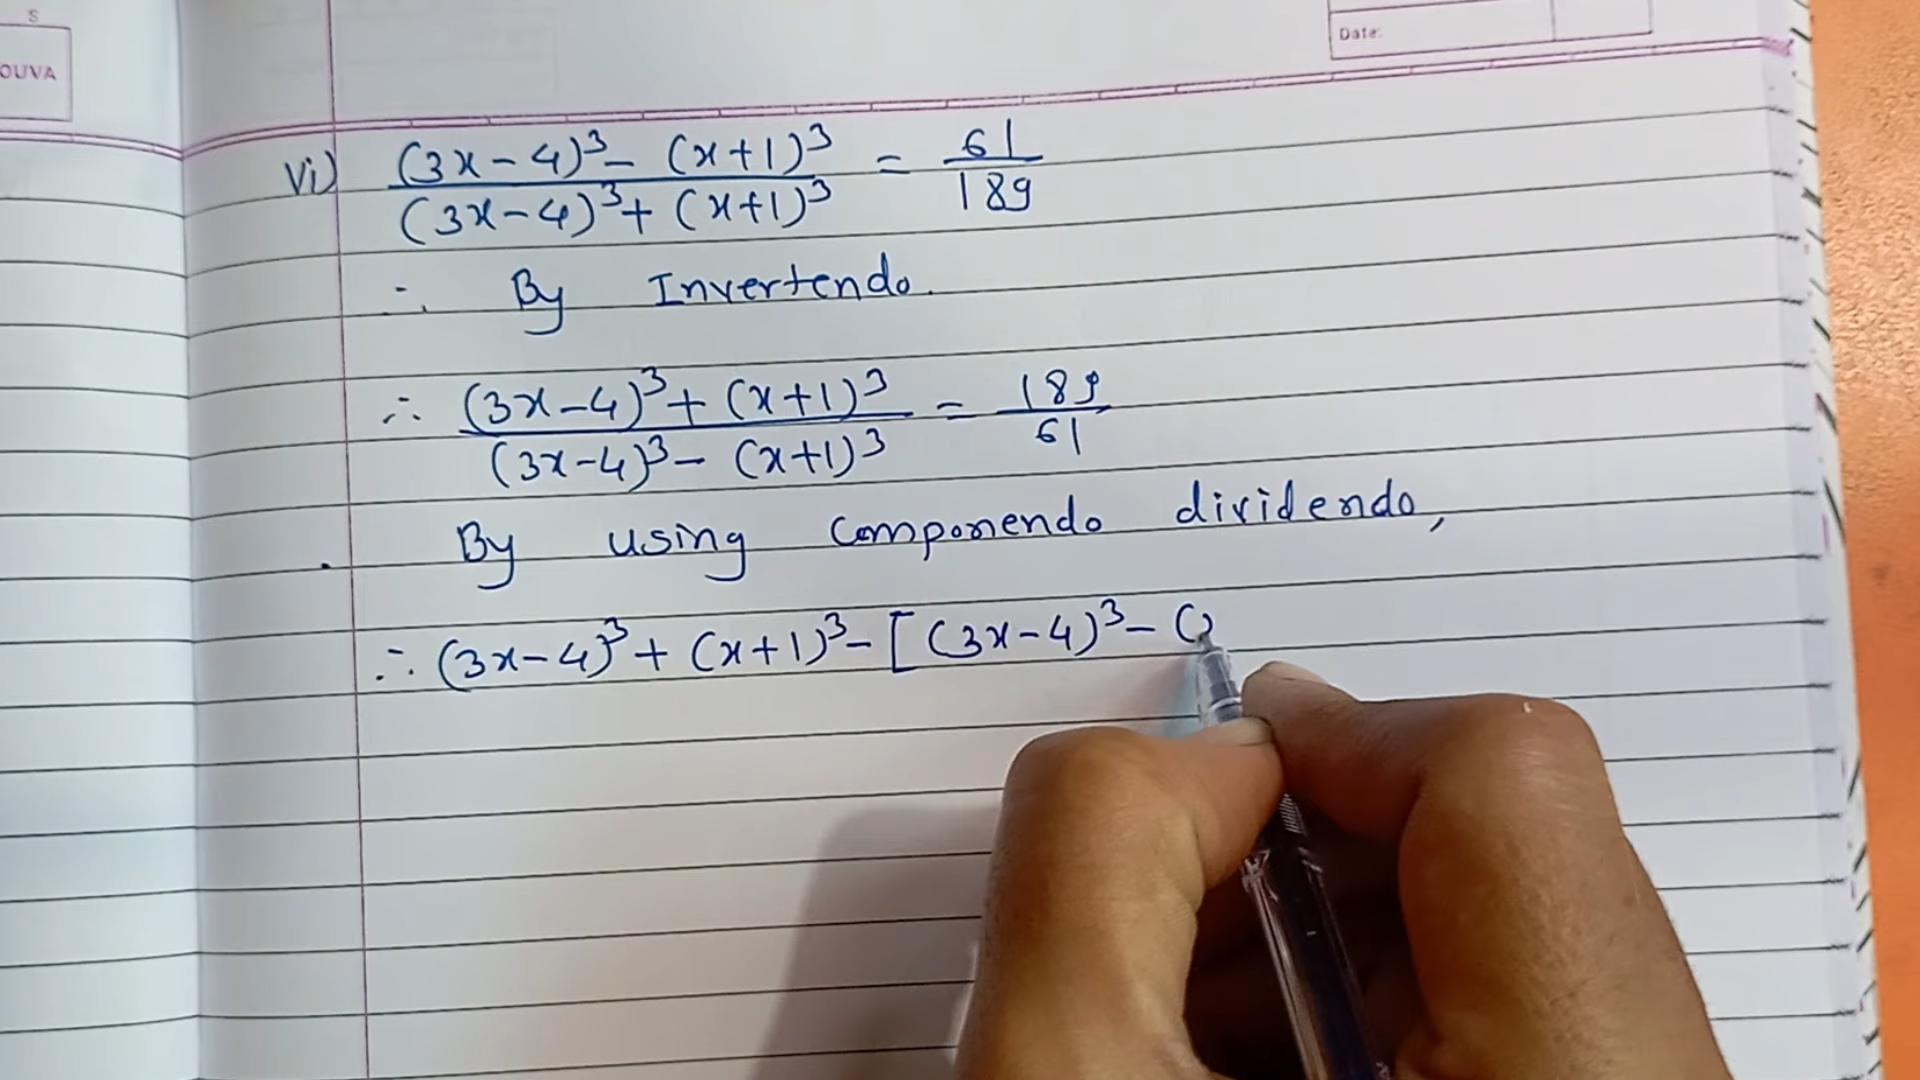 S
OUVA
Date:
vi) (3x-4)³ - (x+1)³ / (3x-4)³ + (x+1)³ = 61/189
∴ By Invertendo.
∴ (3x-4)³ + (x+1)³ / (3x-4)³ - (x+1)³ = 189/61
By using Componendo dividendo,
∴ (3x-4)³ + (x+1)³ - [(3x-4)³ - (